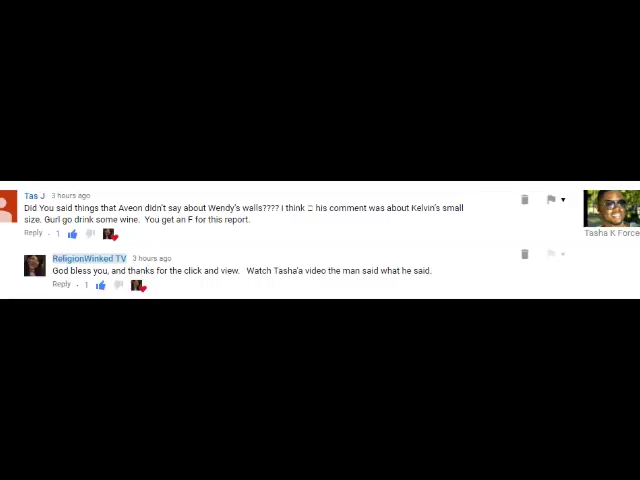 Tas J 3 hours ago
Did You said things that Aveon didn't say about Wendy's walls???? I think his comment was about Kelvin's small
size. Gurl go drink some wine. You get an F for this report.
Reply · 1
Tasha K Force
ReligionWinked TV 3 hours ago
God bless you, and thanks for the click and view. Watch Tasha'a video the man said what he said.
Reply · 1